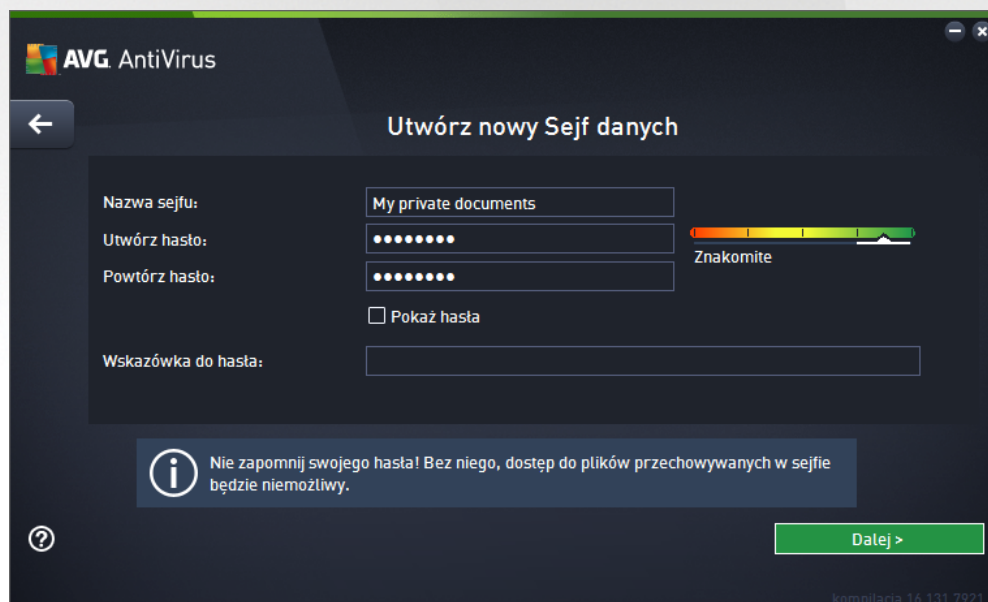 AVG AntiVirus
Utwórz nowy Sejf danych
Nazwa sejfu:
My private documents
Utwórz hasło:
••••••••
Znakomite
Powtórz hasło:
••••••••
Pokaż hasła
Wskazówka do hasła:
Nie zapomnij swojego hasła! Bez niego, dostęp do plików przechowywanych w sejfie
będzie niemożliwy.
Dalej >
kompilacja 16.131.7921